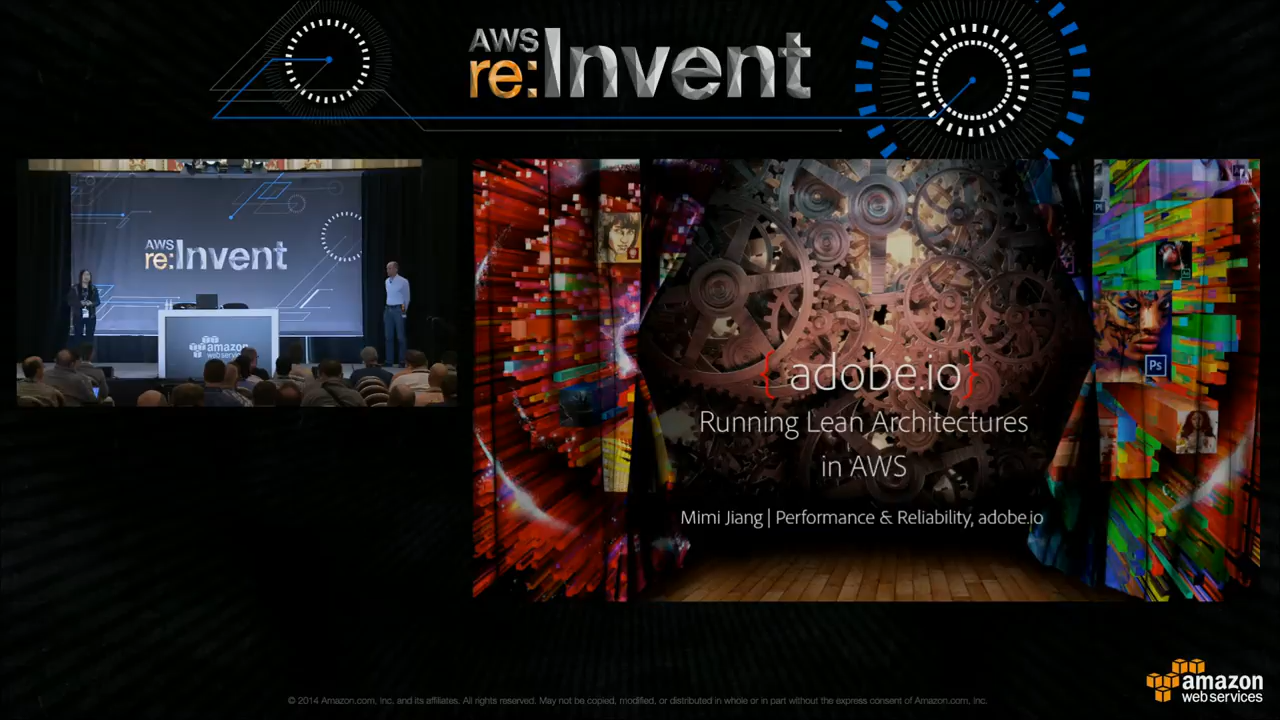 AWS
re:Invent
AWS
re:Invent
amazon
web services
{ adobe.io }
Running Lean Architectures
in AWS
Mimi Jiang | Performance & Reliability, adobe.io
Ps
amazon
web services
© 2014 Amazon.com, Inc. and its affiliates. All rights reserved. May not be copied, modified, or distributed in whole or in part without the express consent of Amazon.com, Inc.